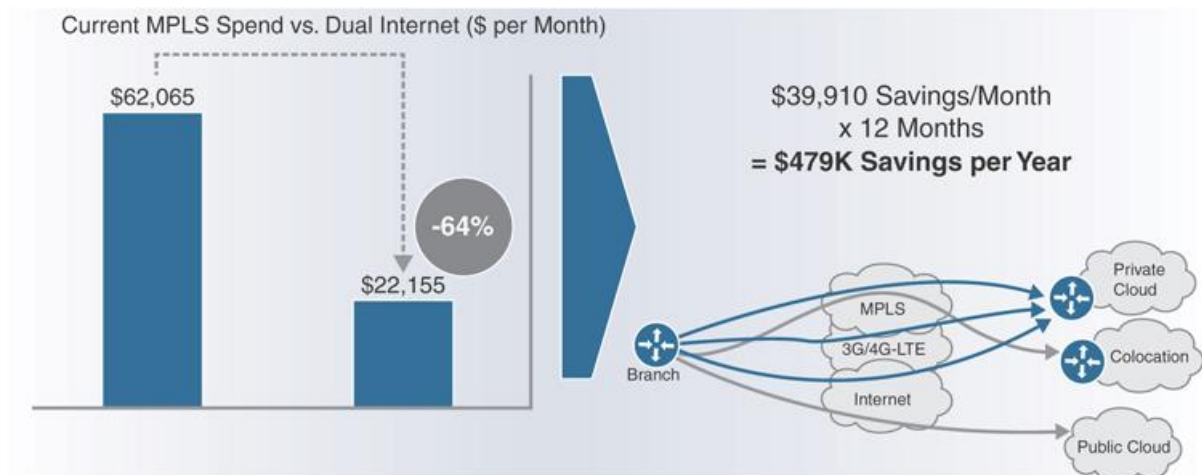 Current MPLS Spend vs. Dual Internet ($ per Month)
$62,065
-64%
$22,155
$39,910 Savings/Month
x 12 Months
= $479K Savings per Year
Branch
MPLS
3G/4G-LTE
Internet
Private
Cloud
Colocation
Public Cloud